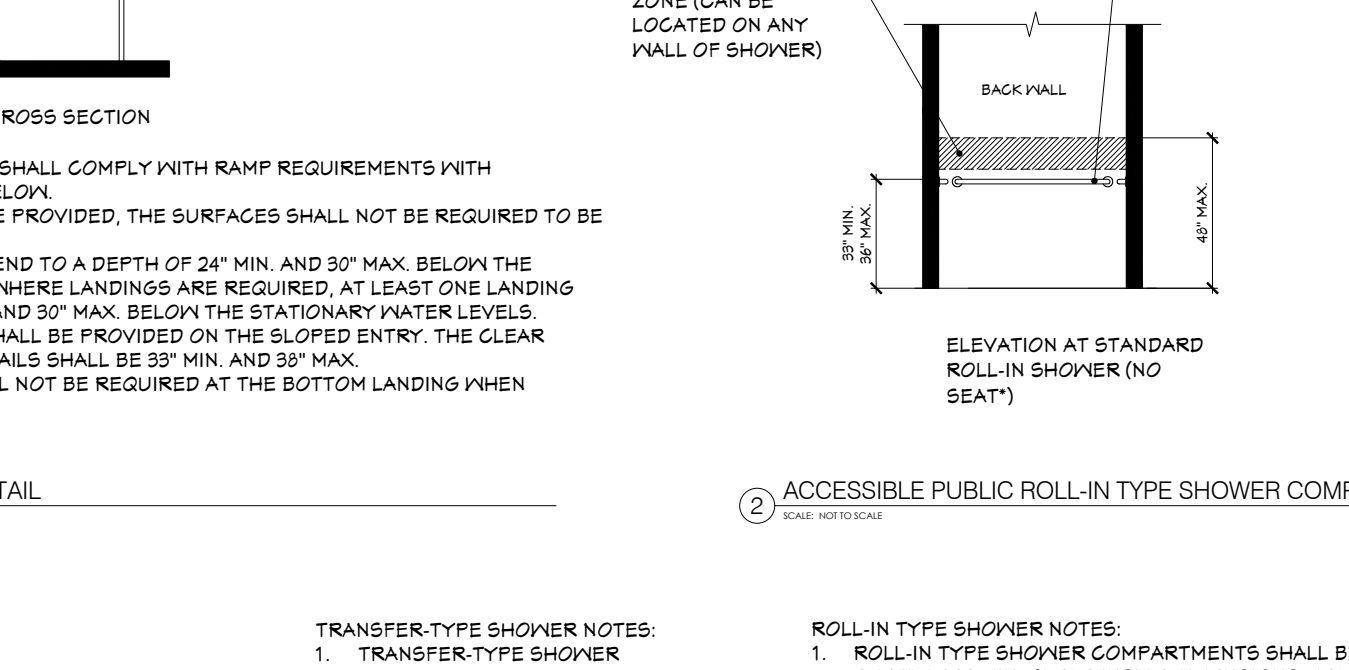 ROSS SECTION
SHALL COMPLY WITH RAMP REQUIREMENTS WITH
ELOW.
E PROVIDED, THE SURFACES SHALL NOT BE REQUIRED TO BE
END TO A DEPTH OF 24" MIN. AND 30" MAX. BELOW THE
WHERE LANDINGS ARE REQUIRED, AT LEAST ONE LANDING
AND 30" MAX. BELOW THE STATIONARY WATER LEVELS.
HALL BE PROVIDED ON THE SLOPED ENTRY. THE CLEAR
AILS SHALL BE 33" MIN. AND 38" MAX.
L NOT BE REQUIRED AT THE BOTTOM LANDING WHEN
TAIL
ZONE (CAN BE
LOCATED ON ANY
WALL OF SHOWER)
BACK WALL
33" MIN.
36" MAX.
48" MAX.
ELEVATION AT STANDARD
ROLL-IN SHOWER (NO
SEAT*)
2 ACCESSIBLE PUBLIC ROLL-IN TYPE SHOWER COMP
SCALE: NOT TO SCALE
TRANSFER-TYPE SHOWER NOTES:
1. TRANSFER-TYPE SHOWER
ROLL-IN TYPE SHOWER NOTES:
1. ROLL-IN TYPE SHOWER COMPARTMENTS SHALL BE